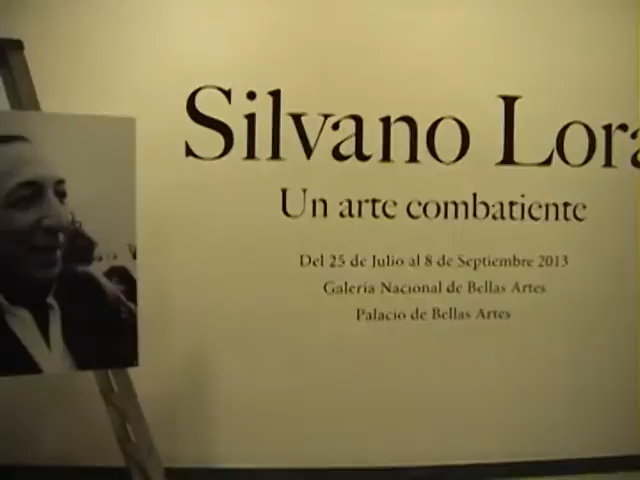 Silvano Lora
Un arte combatiente
Del 25 de Julio al 8 de Septiembre 2013
Galería Nacional de Bellas Artes
Palacio de Bellas Artes